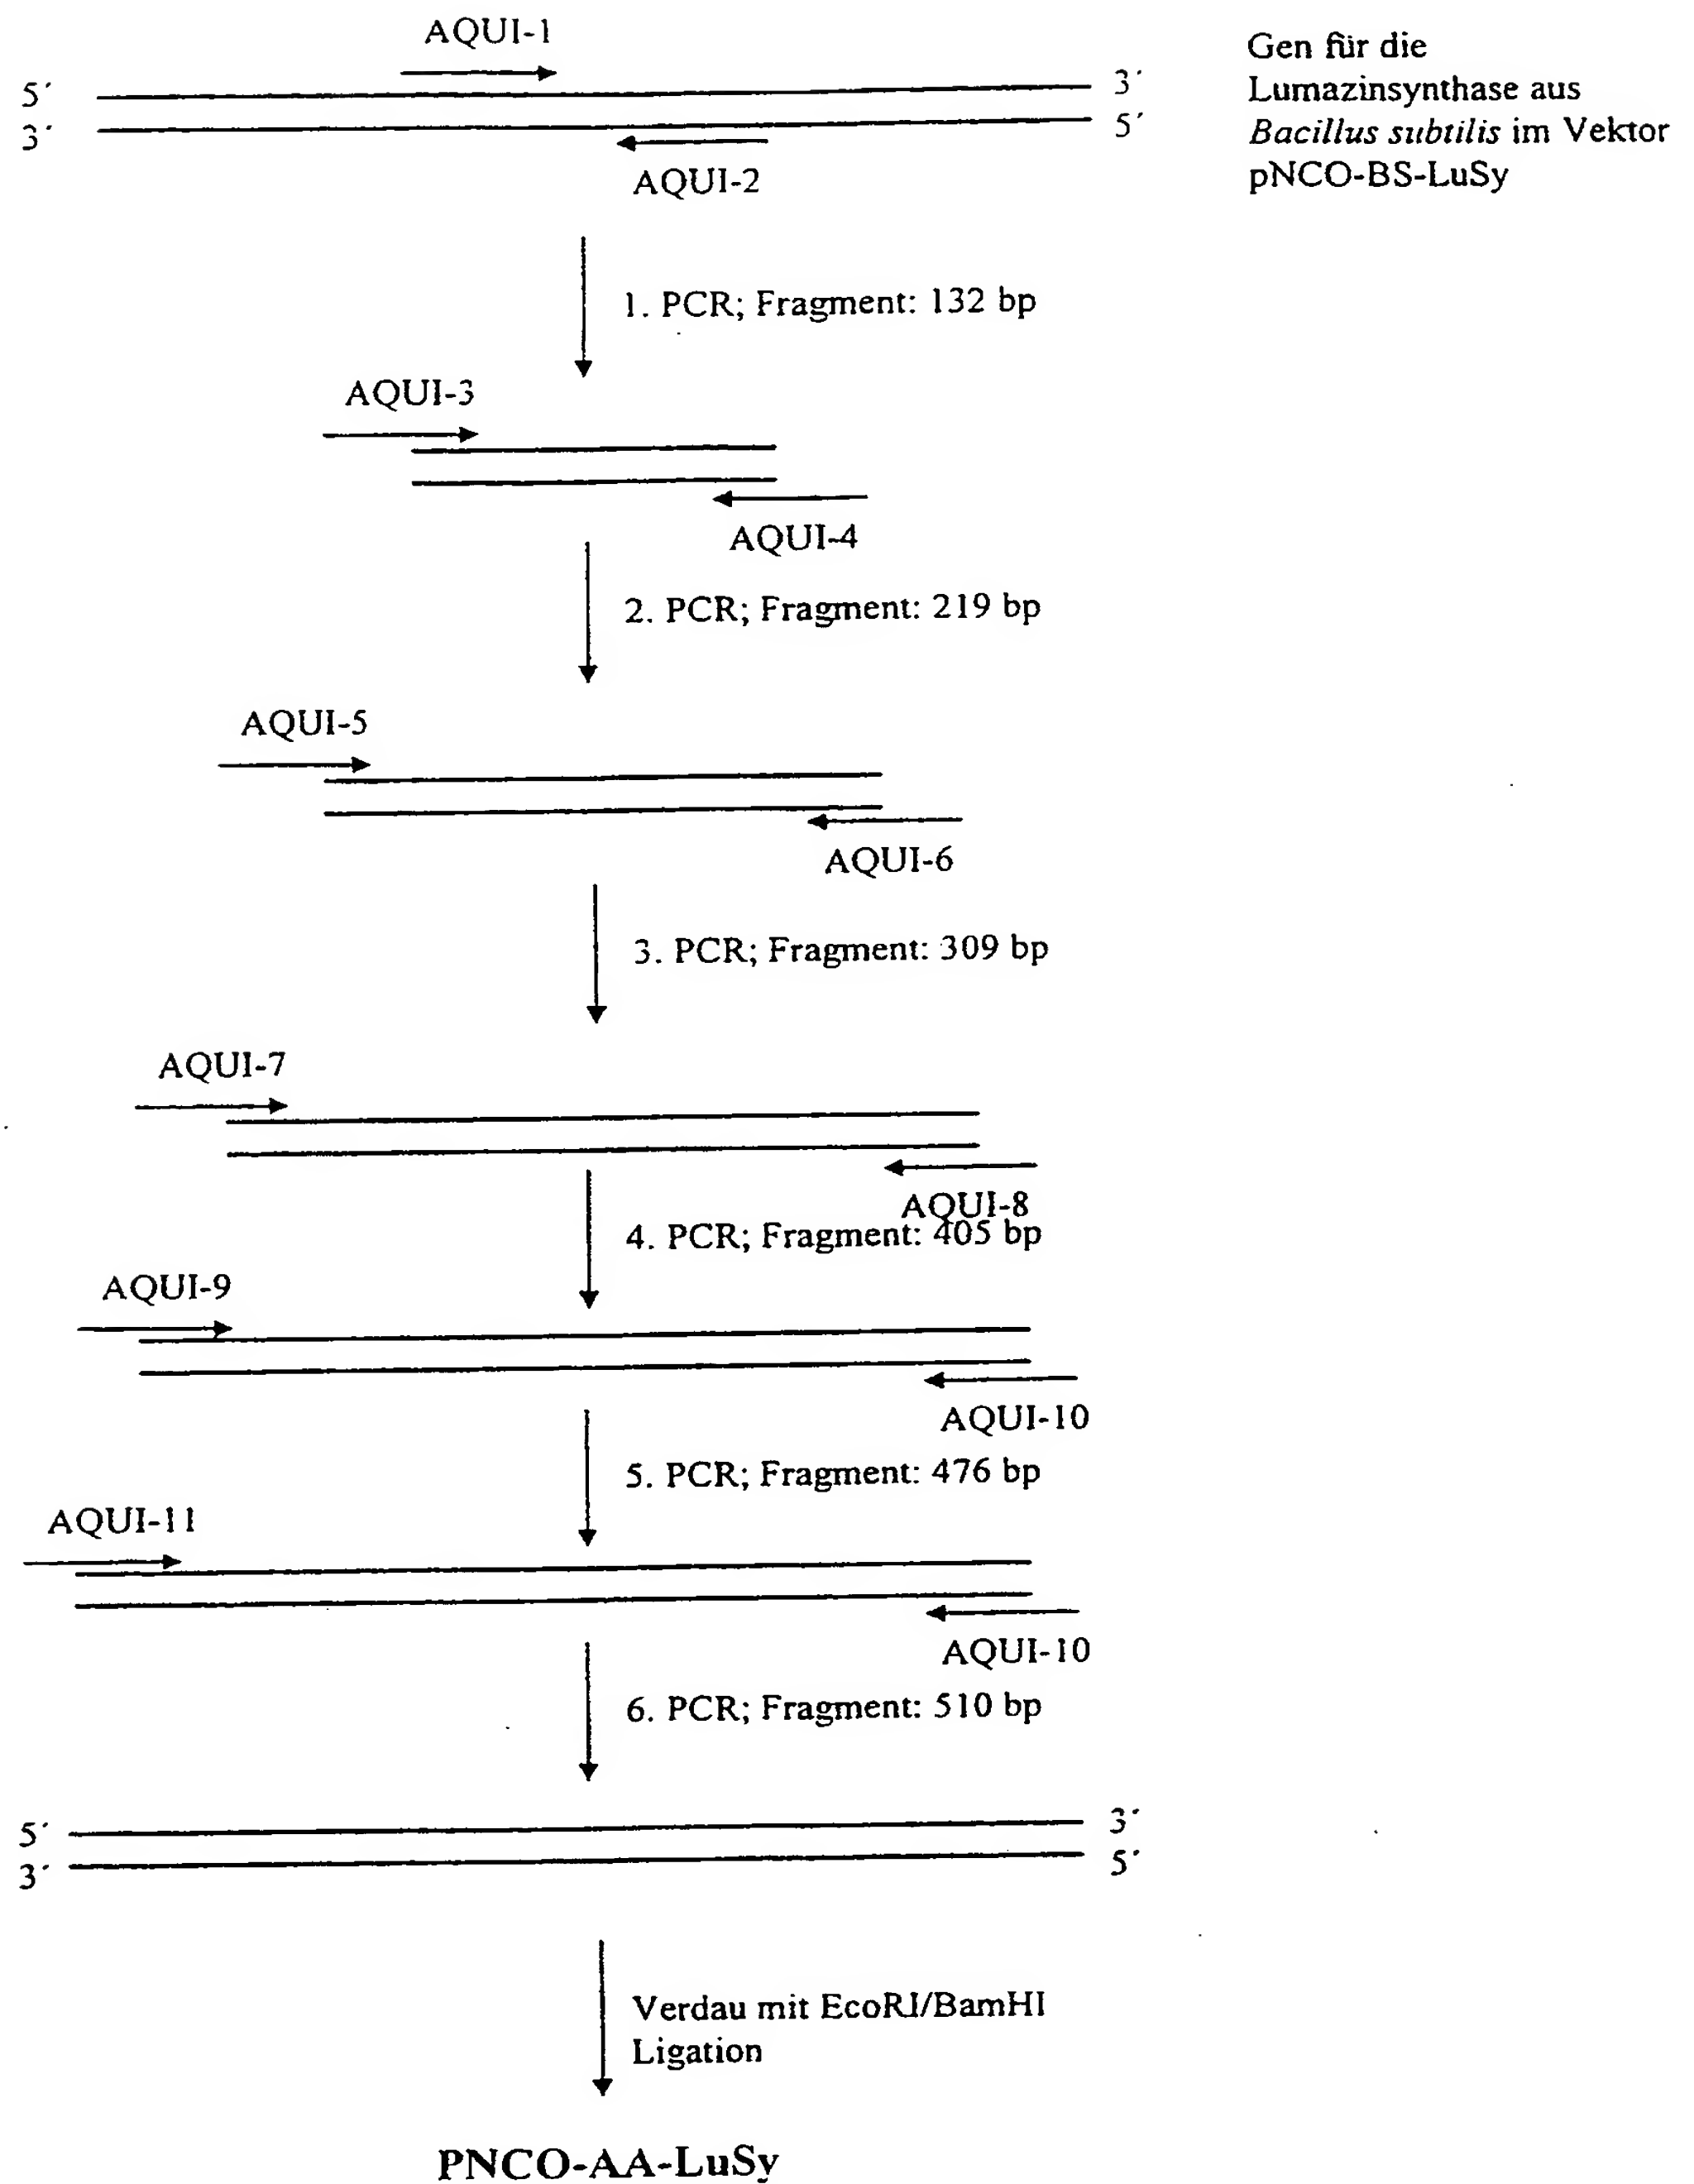 AQUI-1
5´
3´
3´
5´
AQUI-2
Gen für die
Lumazinsynthase aus
Bacillus subtilis im Vektor
pNCO-BS-LuSy
1. PCR; Fragment: 132 bp
AQUI-3
AQUI-4
2. PCR; Fragment: 219 bp
AQUI-5
AQUI-6
3. PCR; Fragment: 309 bp
AQUI-7
AQUI-8
4. PCR; Fragment: 405 bp
AQUI-9
AQUI-10
5. PCR; Fragment: 476 bp
AQUI-11
AQUI-10
6. PCR; Fragment: 510 bp
5´
3´
3´
5´
Verdau mit EcoRI/BamHI
Ligation
PNCO-AA-LuSy